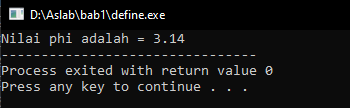 D:\Aslab\bab1\define.exe
Nilai phi adalah = 3.14
--------------------------------
Process exited with return value 0
Press any key to continue . . .